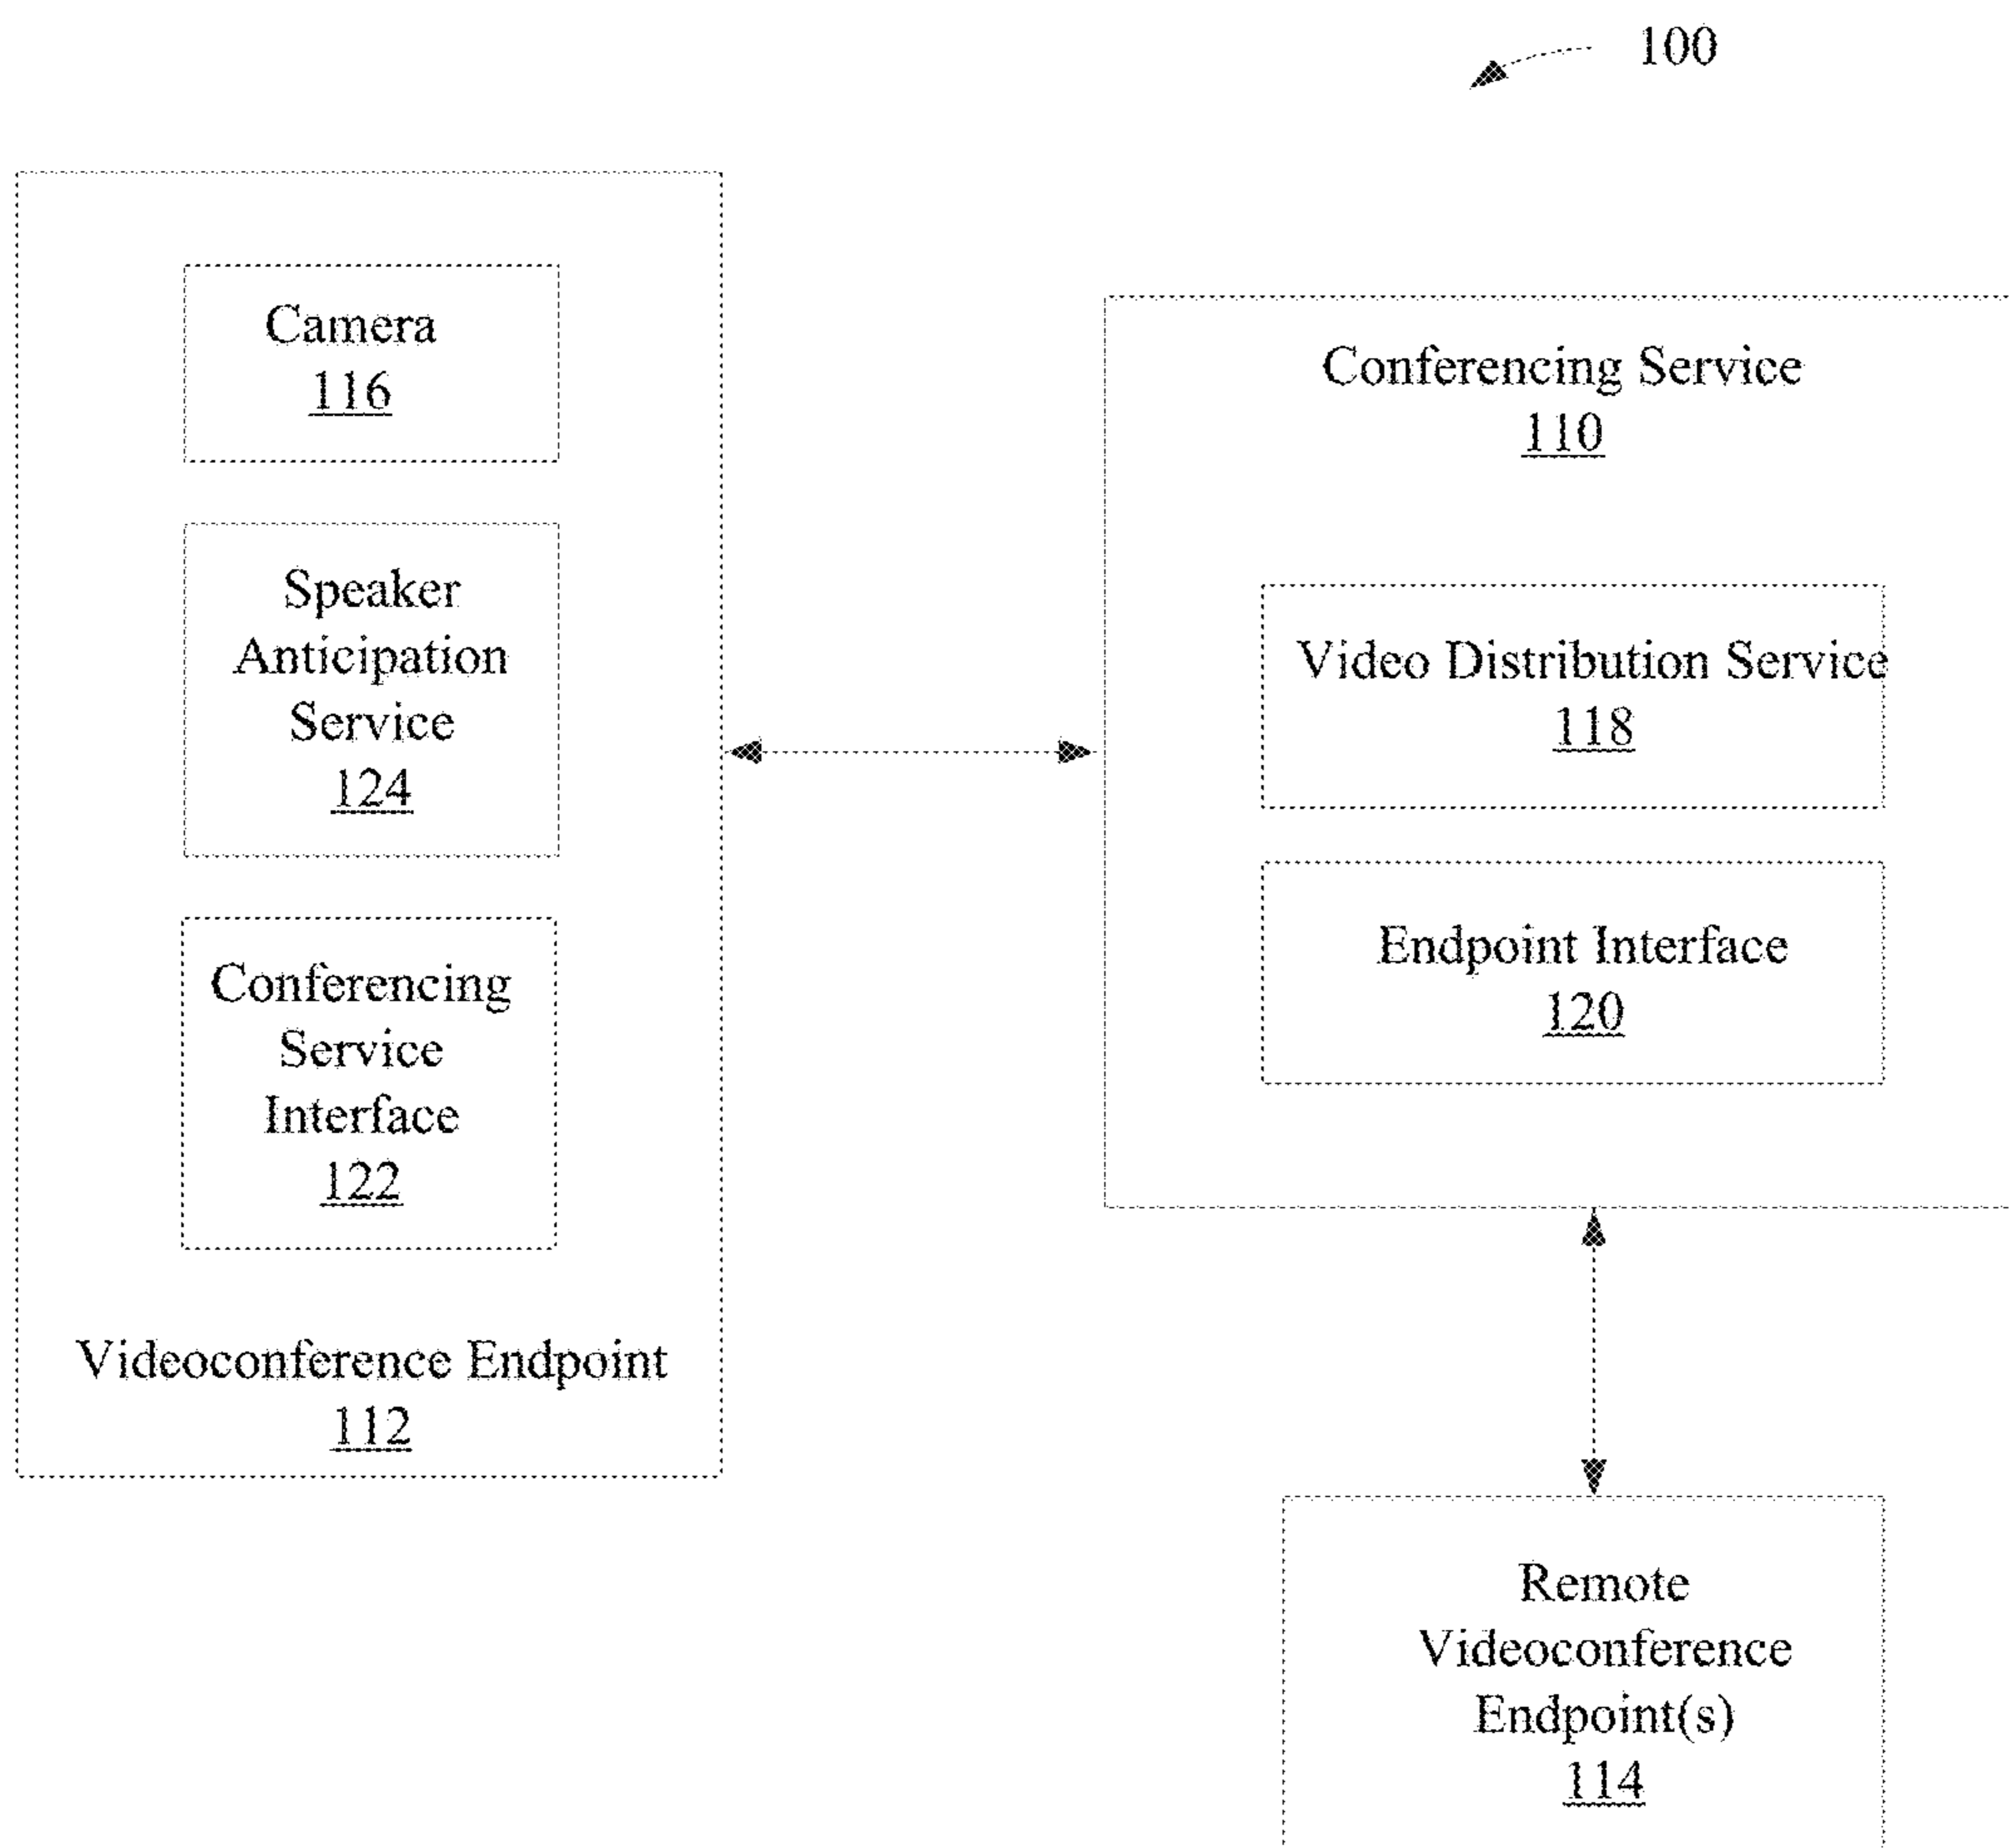 100
Camera
116
Speaker
Anticipation
Service
124
Conferencing
Service
Interface
122
Videoconference Endpoint
112
Conferencing Service
110
Video Distribution Service
118
Endpoint Interface
120
Remote
Videoconference
Endpoint(s)
114